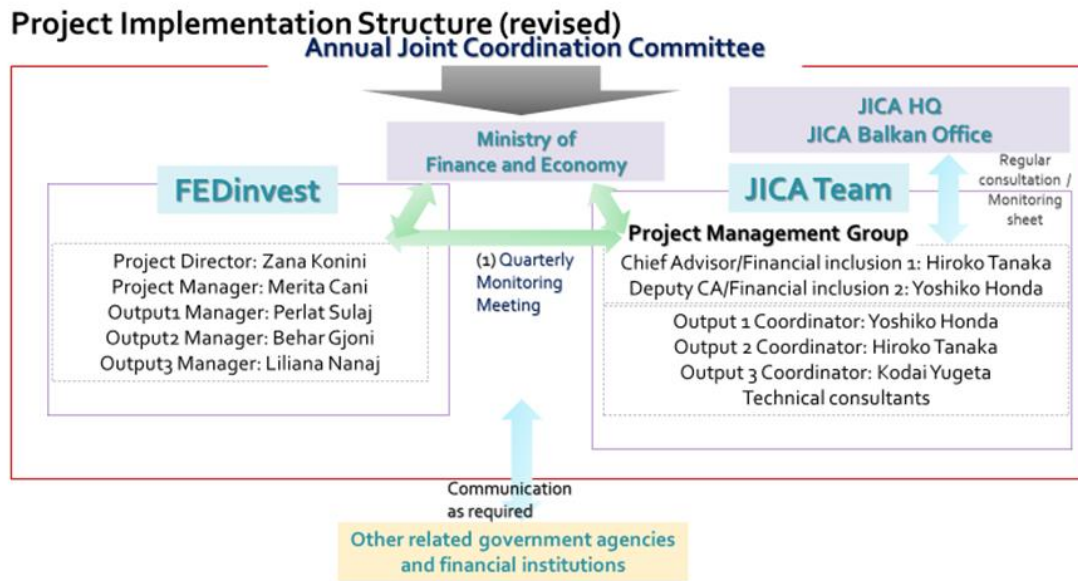 Project Implementation Structure (revised)
Annual Joint Coordination Committee
JICA HQ
JICA Balkan Office
Ministry of
Finance and Economy
Regular
consultation /
Monitoring
sheet
FEDinvest
JICA Team
Project Management Group
Project Director: Zana Konini
Project Manager: Merita Cani
Output1 Manager: Perlat Sulaj
Output2 Manager: Behar Gjoni
Output3 Manager: Liliana Nanaj
(1) Quarterly
Monitoring
Meeting
Chief Advisor/Financial inclusion 1: Hiroko Tanaka
Deputy CA/Financial inclusion 2: Yoshiko Honda
Output 1 Coordinator: Yoshiko Honda
Output 2 Coordinator: Hiroko Tanaka
Output 3 Coordinator: Kodai Yugeta
Technical consultants
Communication
as required
Other related government agencies
and financial institutions